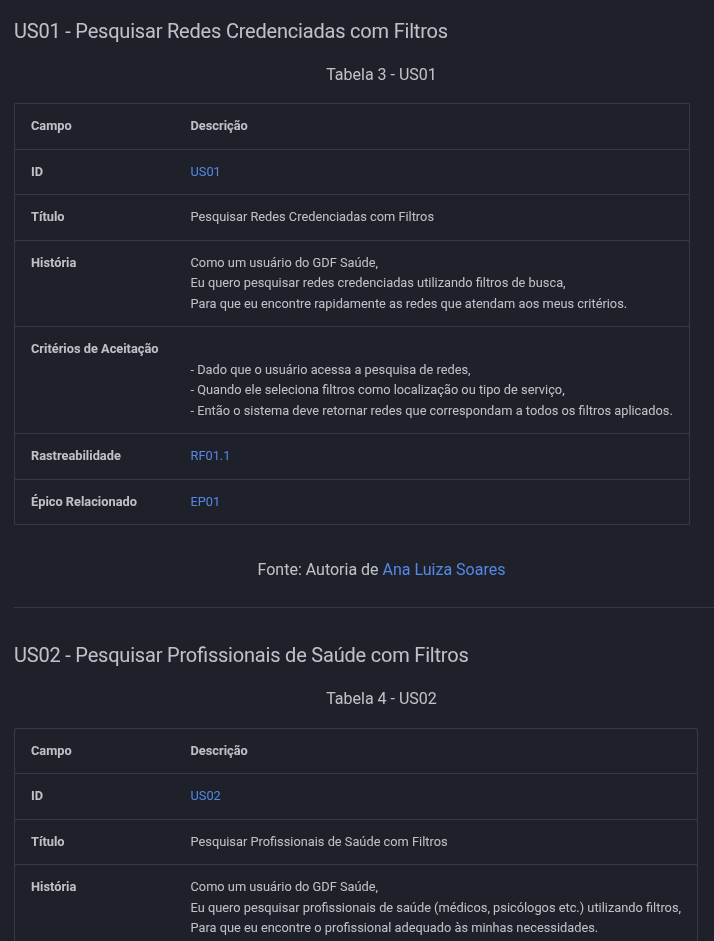 US01 - Pesquisar Redes Credenciadas com Filtros
Tabela 3 - US01
Campo Descrição
ID US01
Título Pesquisar Redes Credenciadas com Filtros
História Como um usuário do GDF Saúde,
Eu quero pesquisar redes credenciadas utilizando filtros de busca,
Para que eu encontre rapidamente as redes que atendam aos meus critérios.
Critérios de Aceitação
- Dado que o usuário acessa a pesquisa de redes,
- Quando ele seleciona filtros como localização ou tipo de serviço,
- Então o sistema deve retornar redes que correspondam a todos os filtros aplicados.
Rastreabilidade RF01.1
Épico Relacionado EP01
Fonte: Autoria de Ana Luiza Soares
US02 - Pesquisar Profissionais de Saúde com Filtros
Tabela 4 - US02
Campo Descrição
ID US02
Título Pesquisar Profissionais de Saúde com Filtros
História Como um usuário do GDF Saúde,
Eu quero pesquisar profissionais de saúde (médicos, psicólogos etc.) utilizando filtros,
Para que eu encontre o profissional adequado às minhas necessidades.